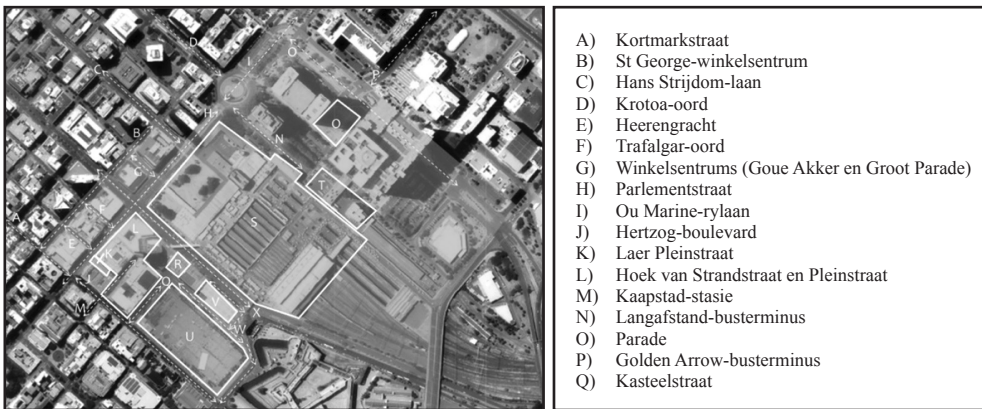 D
O
I
P
C
H
B
N
O
C
T
A
F
S
L
E
K
R
J
Q
V
M
X
W
U
A) Kortmarkstraat
B) St George-winkelsentrum
C) Hans Strijdom-laan
D) Krotoa-oord
E) Heerengracht
F) Trafalgar-oord
G) Winkelsentrums (Goue Akker en Groot Parade)
H) Parlementstraat
I) Ou Marine-rylaan
J) Hertzog-boulevard
K) Laer Pleinstraat
L) Hoek van Strandstraat en Pleinstraat
M) Kaapstad-stasie
N) Langafstand-busterminus
O) Parade
P) Golden Arrow-busterminus
Q) Kasteelstraat